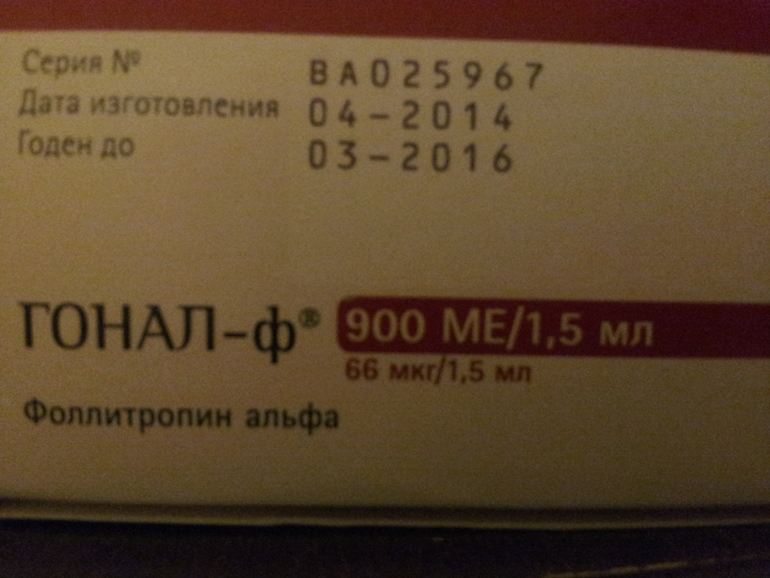 Серия № BA025967
Дата изготовления 04-2014
Годен до 03-2016
ГОНАЛ-ф® 900 МЕ/1,5 мл
66 мкг/1,5 мл
Фоллитропин альфа